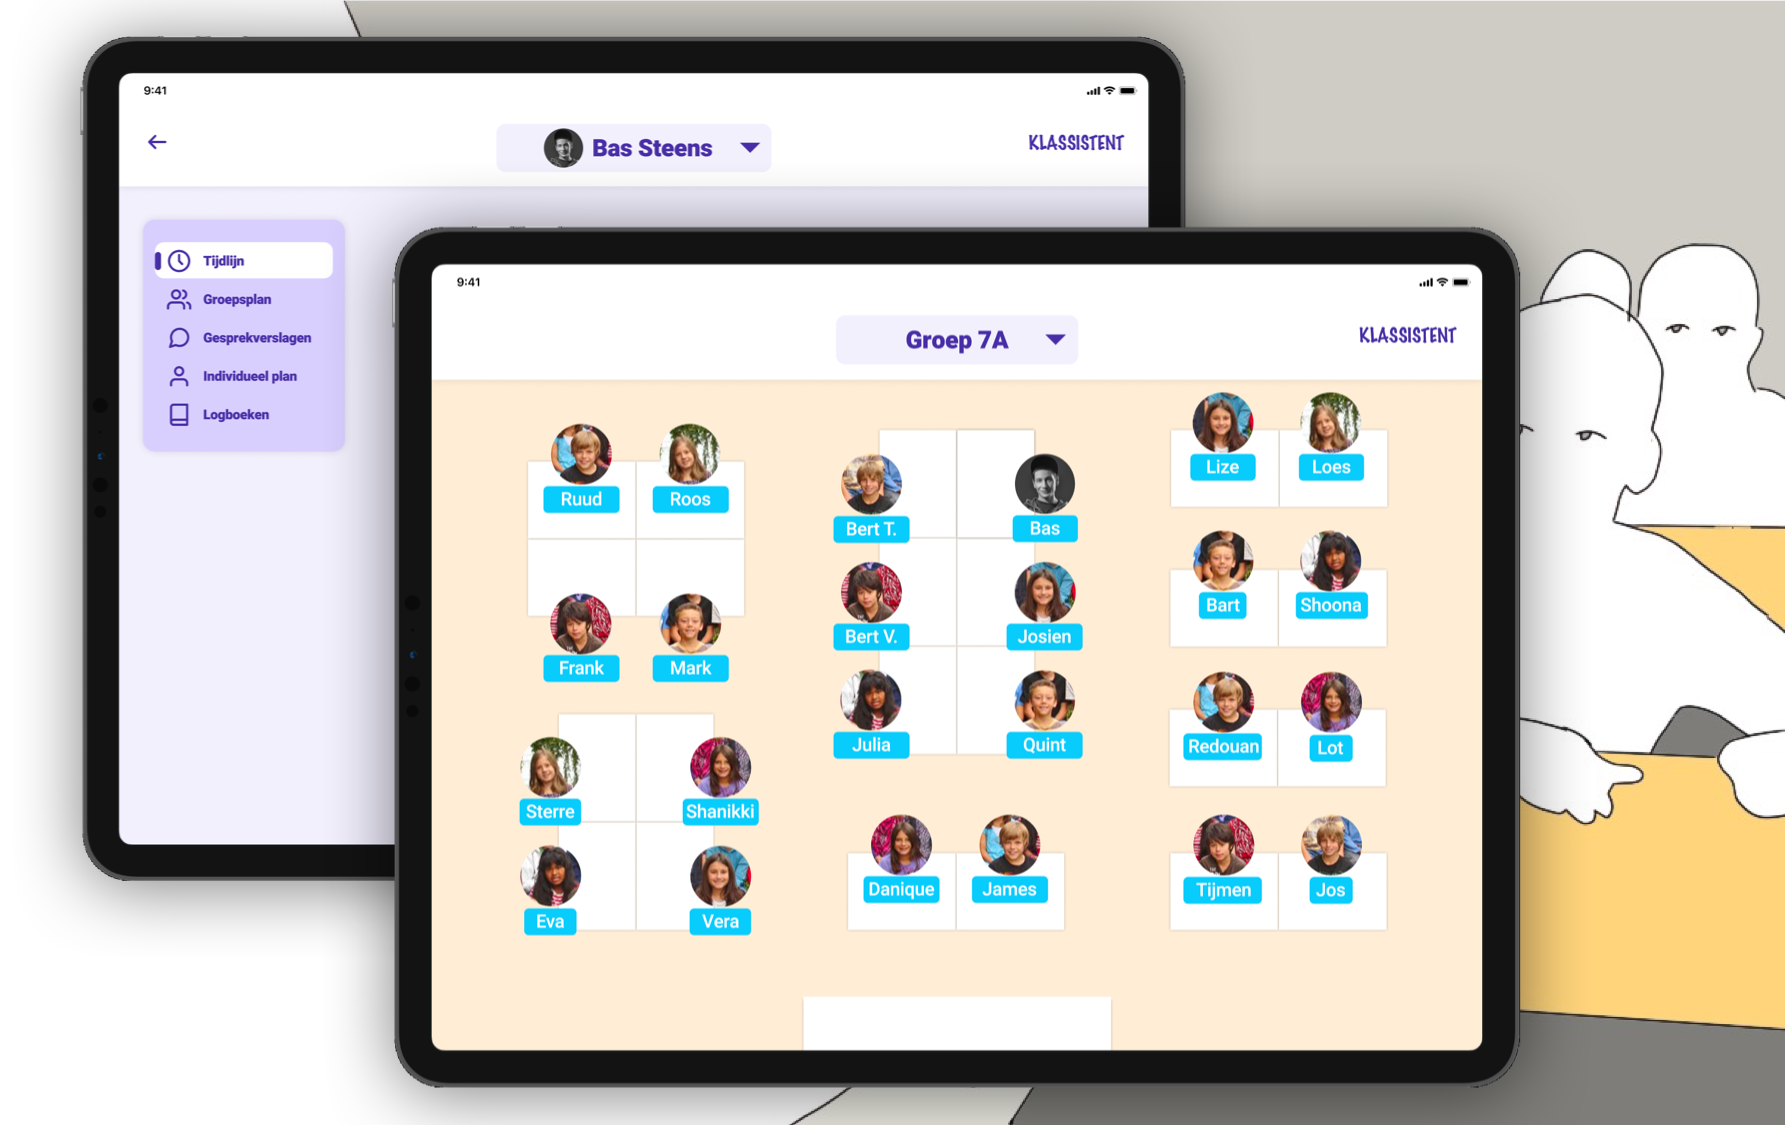 9:41
Bas Steens
KLASSISTENT
Tijdlijn
Groepsplan
Gesprekverslagen
Individueel plan
Logboeken
9:41
Groep 7A
KLASSISTENT
Ruud
Roos
Frank
Mark
Sterre
Shanikki
Eva
Vera
Bert T.
Bas
Bert V.
Josien
Julia
Quint
Danique
James
Lize
Loes
Bart
Shoona
Redouan
Lot
Tijmen
Jos